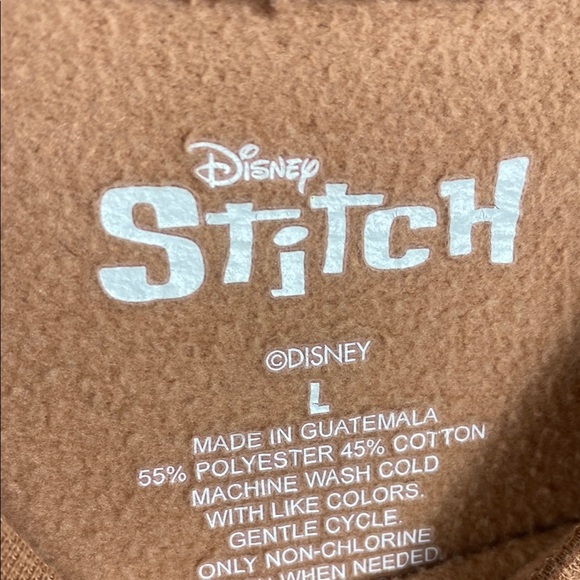 Disney
Stitch
©DISNEY
L
MADE IN GUATEMALA
55% POLYESTER 45% COTTON
MACHINE WASH COLD
WITH LIKE COLORS.
GENTLE CYCLE.
ONLY NON-CHLORINE
WHEN NEEDED.